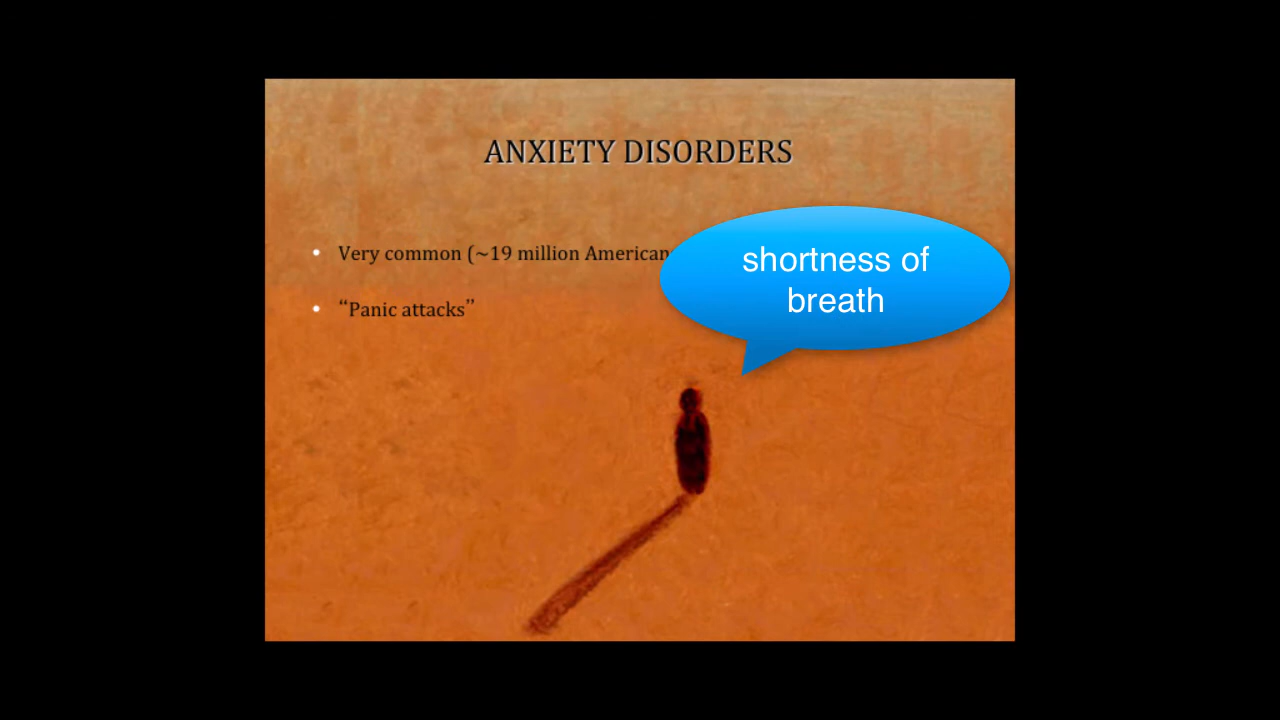 ANXIETY DISORDERS
• Very common (~19 million American
• “Panic attacks”
shortness of
breath